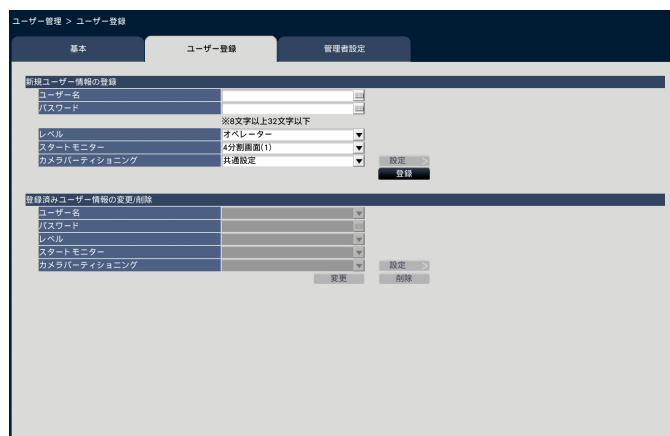 ユーザー管理 > ユーザー登録
基本 ユーザー登録 管理者設定
新規ユーザー情報の登録
ユーザー名
パスワード
※8文字以上32文字以下
レベル オペレーター
スタートモニター 4分割画面(1)
カメラパーティショニング 共通設定 設定 >
登録
登録済みユーザー情報の変更/削除
ユーザー名
パスワード
レベル
スタートモニター
カメラパーティショニング 設定 >
変更 削除